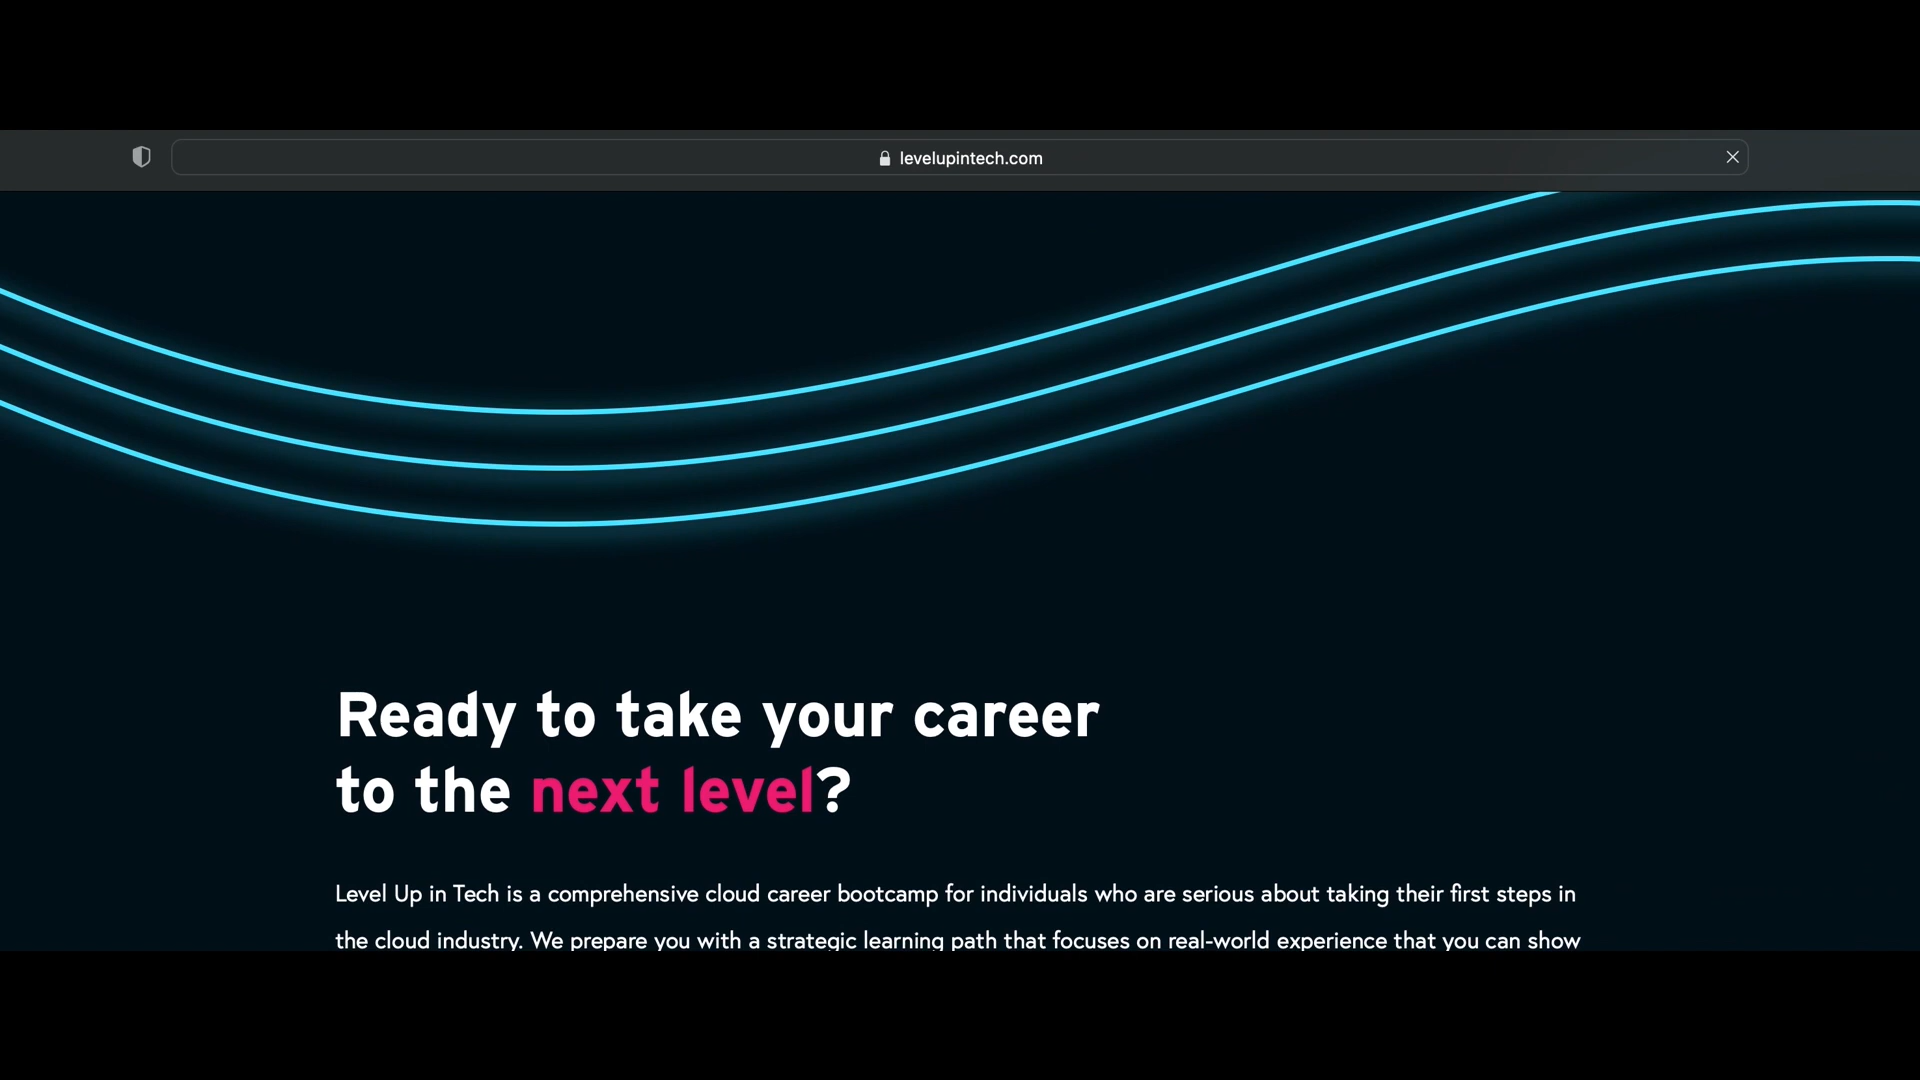 levelupintech.com
Ready to take your career
to the next level?
Level Up in Tech is a comprehensive cloud career bootcamp for individuals who are serious about taking their first steps in
the cloud industry. We prepare you with a strategic learning path that focuses on real-world experience that you can show